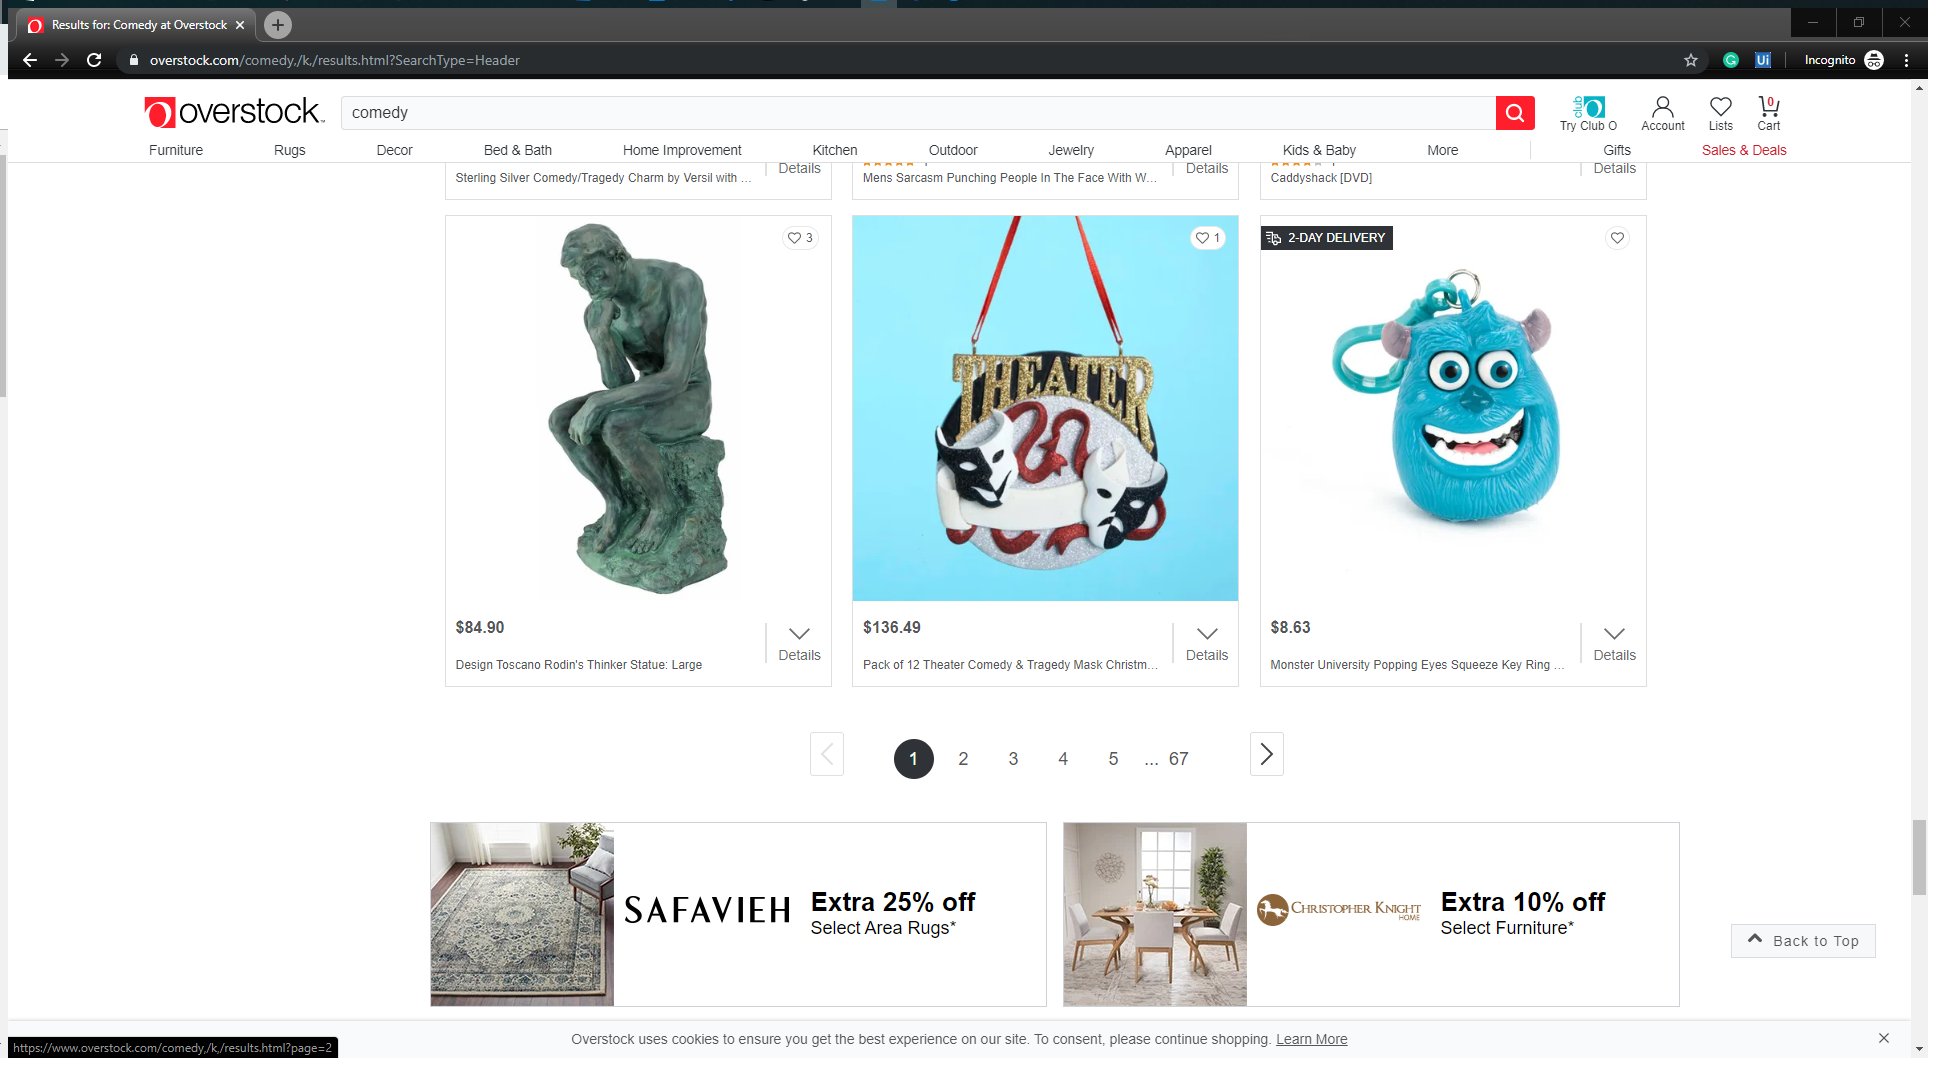 Results for: Comedy at Overstock
overstock.com/comedy,/k,/results.html?SearchType=Header
Ui
Incognito
overstock™
comedy
club O
Try Club O
Account
Lists
0
Cart
Furniture
Rugs
Decor
Bed & Bath
Home Improvement
Kitchen
Outdoor
Jewelry
Apparel
Kids & Baby
More
Gifts
Sales & Deals
Sterling Silver Comedy/Tragedy Charm by Versil with ...
Details
Mens Sarcasm Punching People In The Face With W...
Details
Caddyshack [DVD]
Details
3
1
THEATER
2-DAY DELIVERY
$84.90
Design Toscano Rodin's Thinker Statue: Large
Details
$136.49
Pack of 12 Theater Comedy & Tragedy Mask Christm...
Details
$8.63
Monster University Popping Eyes Squeeze Key Ring ...
Details
1 2 3 4 5 ... 67
SAFAVIEH
Extra 25% off
Select Area Rugs*
CHRISTOPHER KNIGHT
HOME
Extra 10% off
Select Furniture*
Back to Top
Overstock uses cookies to ensure you get the best experience on our site. To consent, please continue shopping. Learn More
https://www.overstock.com/comedy,/k,/results.html?page=2